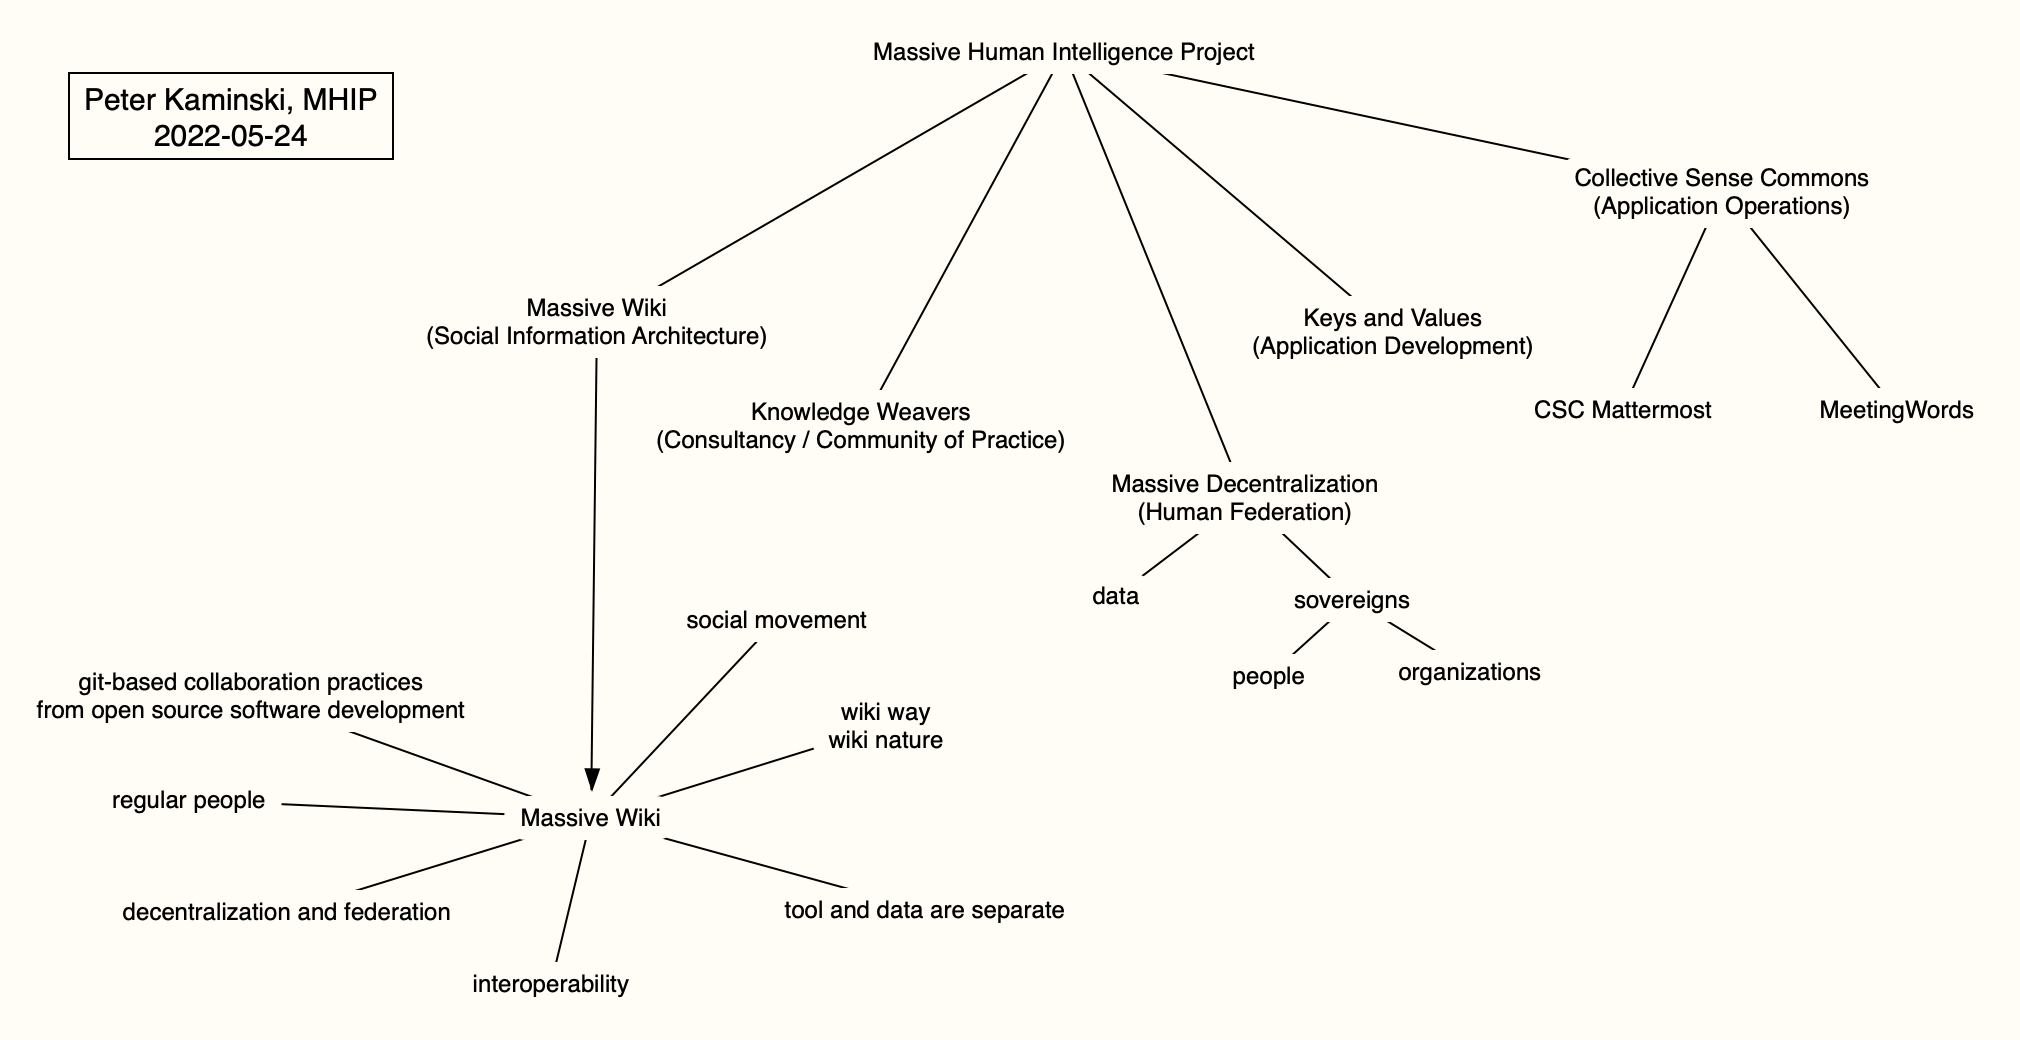 Massive Human Intelligence Project
Peter Kaminski, MHIP
2022-05-24
Collective Sense Commons
(Application Operations)
Massive Wiki
(Social Information Architecture)
Keys and Values
(Application Development)
Knowledge Weavers
(Consultancy / Community of Practice)
CSC Mattermost
MeetingWords
Massive Decentralization
(Human Federation)
data
sovereigns
people
organizations
social movement
git-based collaboration practices
from open source software development
wiki way
wiki nature
regular people
Massive Wiki
decentralization and federation
tool and data are separate
interoperability